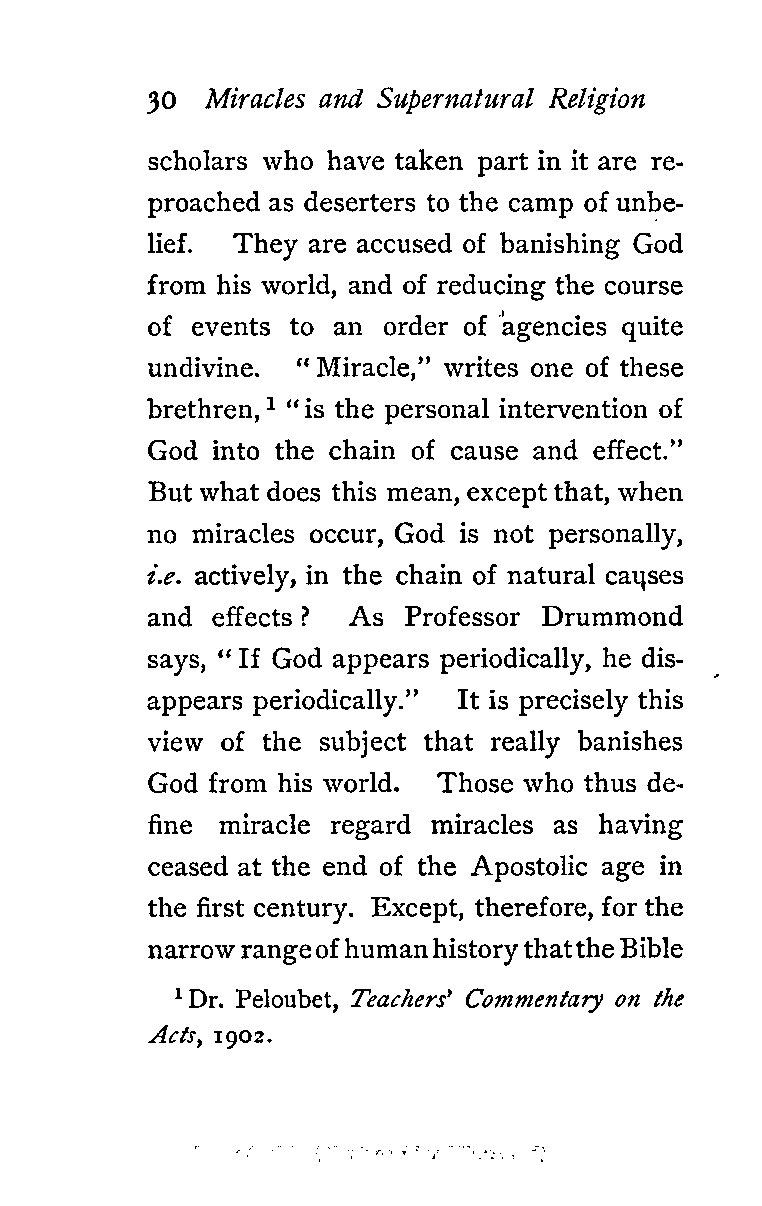 30 Miracles and Supernatural Religion
scholars who have taken part in it are re-
proached as deserters to the camp of unbe-
lief. They are accused of banishing God
from his world, and of reducing the course
of events to an order of agencies quite
undivine. “Miracle,” writes one of these
brethren,¹ “is the personal intervention of
God into the chain of cause and effect.”
But what does this mean, except that, when
no miracles occur, God is not personally,
i.e. actively, in the chain of natural causes
and effects? As Professor Drummond
says, “If God appears periodically, he dis-
appears periodically.” It is precisely this
view of the subject that really banishes
God from his world. Those who thus de-
fine miracle regard miracles as having
ceased at the end of the Apostolic age in
the first century. Except, therefore, for the
narrow range of human history that the Bible
¹ Dr. Peloubet, Teachers' Commentary on the
Acts, 1902.